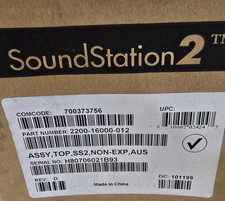 SoundStation2™
COMCODE: 700373756
UPC:
PART NUMBER: 2200-16000-012
ASSY,TOP,SS2,NON-EXP,AUS
SERIAL NO: H80706021B93
REV: D
Made in China
D/C: 101199